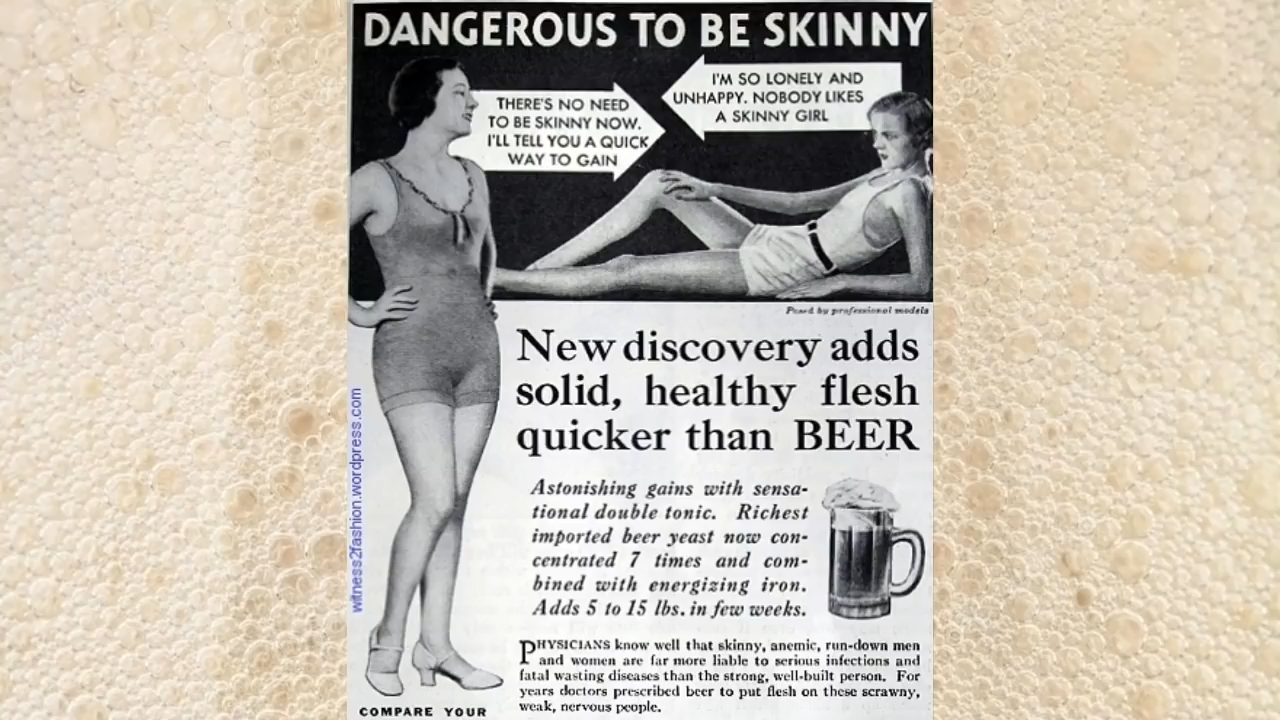 DANGEROUS TO BE SKINNY
THERE'S NO NEED
TO BE SKINNY NOW.
I'LL TELL YOU A QUICK
WAY TO GAIN
I'M SO LONELY AND
UNHAPPY. NOBODY LIKES
A SKINNY GIRL
Posed by professional models
New discovery adds
solid, healthy flesh
quicker than BEER
Astonishing gains with sensa-
tional double tonic. Richest
imported beer yeast now con-
centrated 7 times and com-
bined with energizing iron.
Adds 5 to 15 lbs. in few weeks.
PHYSICIANS know well that skinny, anemic, run-down men
and women are far more liable to serious infections and
fatal wasting diseases than the strong, well-built person. For
years doctors prescribed beer to put flesh on these scrawny,
weak, nervous people.
COMPARE YOUR
witness2fashion.wordpress.com